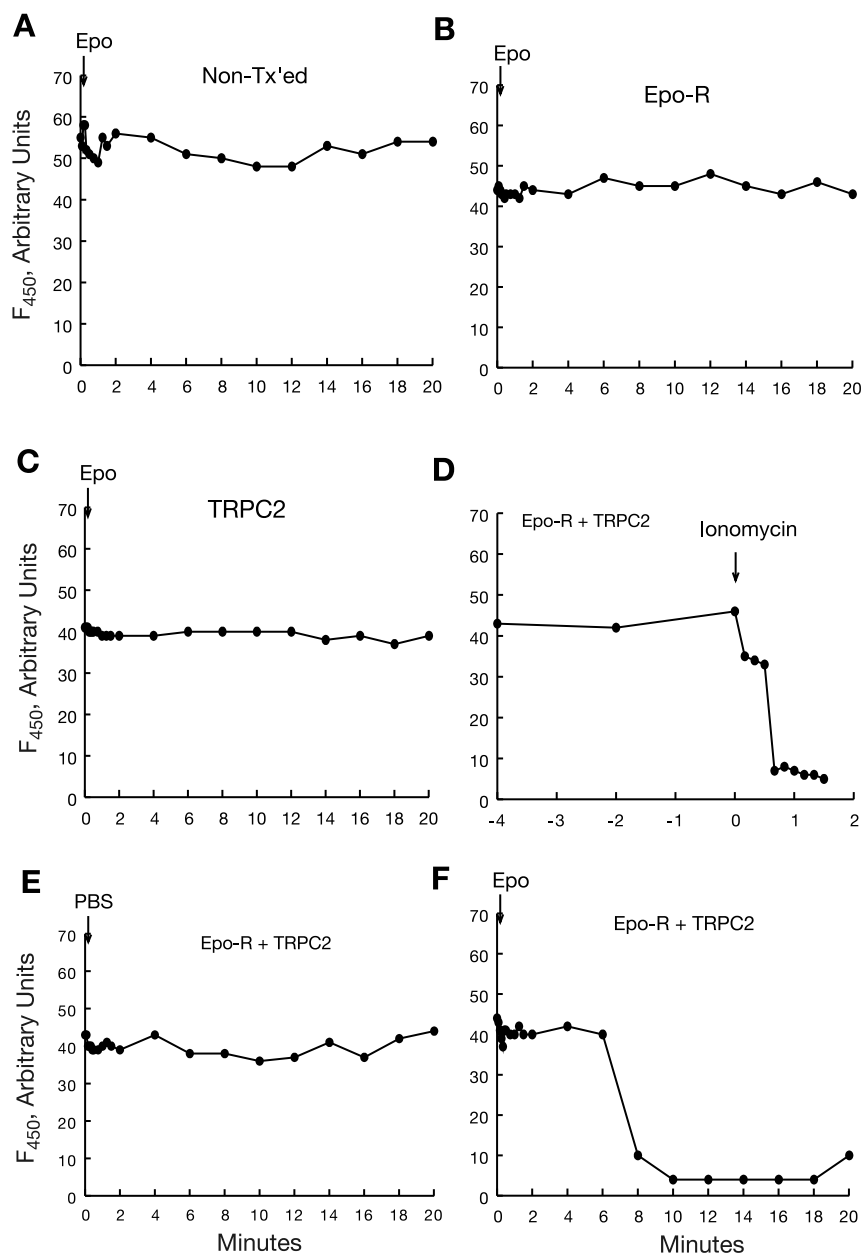 A
Epo
Non-Tx'ed
F450, Arbitrary Units
70
60
50
40
30
20
10
0
0 2 4 6 8 10 12 14 16 18 20
B
Epo
Epo-R
70
60
50
40
30
20
10
0
0 2 4 6 8 10 12 14 16 18 20
C
Epo
TRPC2
F450, Arbitrary Units
70
60
50
40
30
20
10
0
0 2 4 6 8 10 12 14 16 18 20
D
Epo-R + TRPC2
Ionomycin
70
60
50
40
30
20
10
0
-4 -3 -2 -1 0 1 2
E
PBS
Epo-R + TRPC2
F450, Arbitrary Units
70
60
50
40
30
20
10
0
0 2 4 6 8 10 12 14 16 18 20
Minutes
F
Epo
Epo-R + TRPC2
70
60
50
40
30
20
10
0
0 2 4 6 8 10 12 14 16 18 20
Minutes